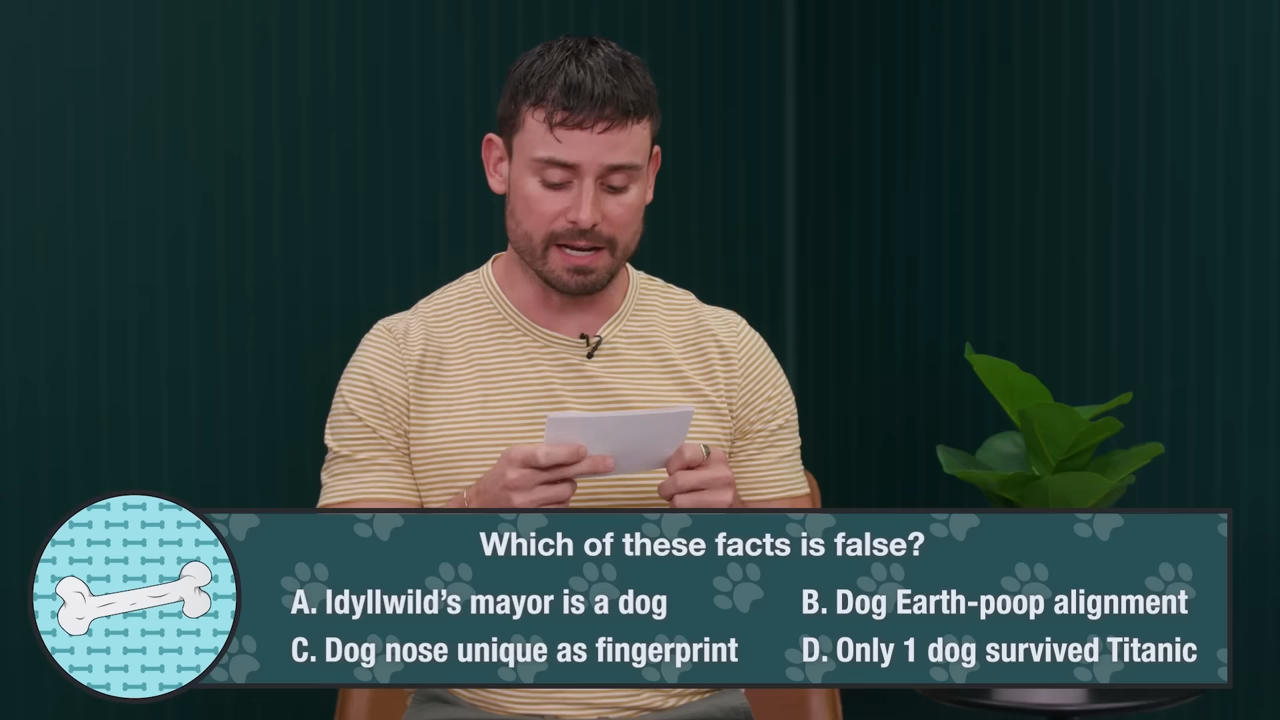 Which of these facts is false?
A. Idyllwild's mayor is a dog
B. Dog Earth-poop alignment
C. Dog nose unique as fingerprint
D. Only 1 dog survived Titanic